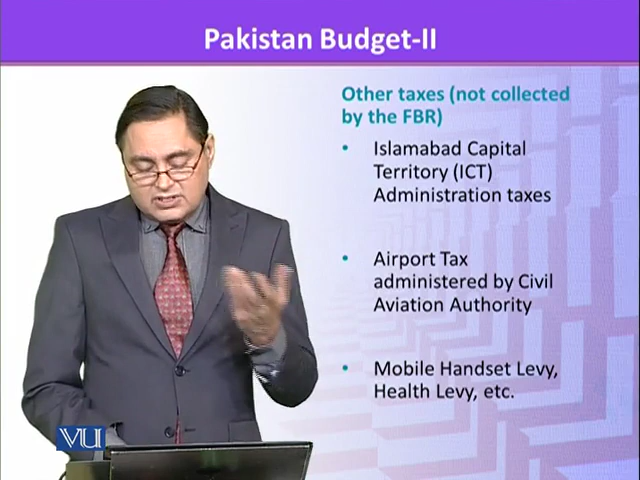 Pakistan Budget-II
Other taxes (not collected
by the FBR)
• Islamabad Capital
Territory (ICT)
Administration taxes
• Airport Tax
administered by Civil
Aviation Authority
• Mobile Handset Levy,
Health Levy, etc.
VU